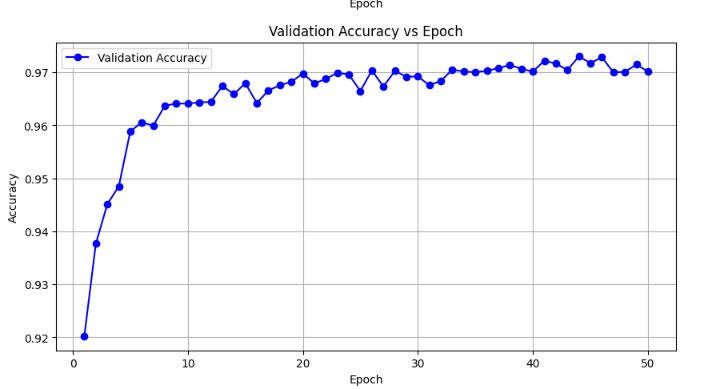 Epoch
Validation Accuracy vs Epoch
Validation Accuracy
0.97
0.96
0.95
0.94
0.93
0.92
Accuracy
0 10 20 30 40 50
Epoch